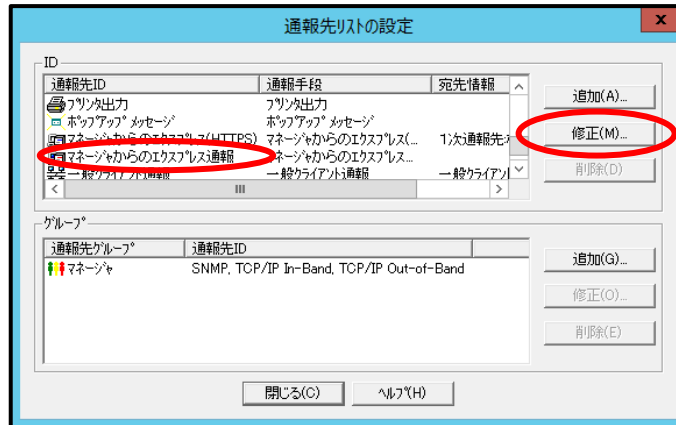 通報先リストの設定
x
ID
通報先ID 通報手段 宛先情報
プリンタ出力 プリンタ出力
ポップアップ メッセージ ポップアップ メッセージ
マネージャからのエクスプレス(HTTPS) マネージャからのエクスプレス(... 1次通報先:
マネージャからのエクスプレス通報 マネージャからのエクスプレス...
一般クライアント通報 一般クライアント通報 一般クライアン
追加(A)...
修正(M)...
削除(D)
グループ
通報先グループ 通報先ID
マネージャ SNMP, TCP/IP In-Band, TCP/IP Out-of-Band
追加(G)...
修正(O)...
削除(E)
閉じる(C) ヘルプ(H)